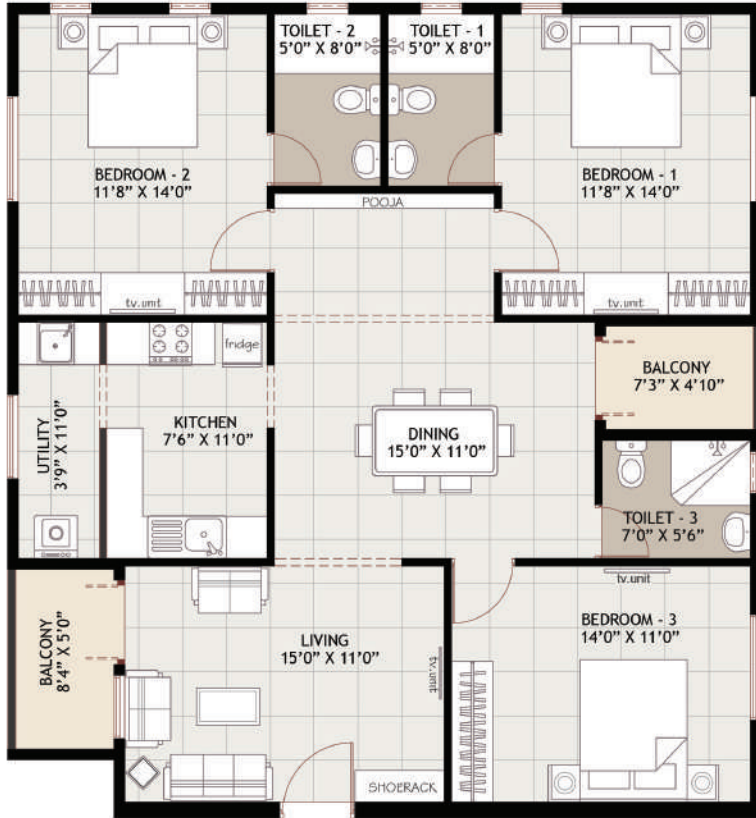 TOILET - 2
5'0" X 8'0"
TOILET - 1
5'0" X 8'0"
BEDROOM - 2
11'8" X 14'0"
BEDROOM - 1
11'8" X 14'0"
POOJA
tv.unit
tv.unit
fridge
BALCONY
7'3" X 4'10"
UTILITY
3'9" X 11'0"
KITCHEN
7'6" X 11'0"
DINING
15'0" X 11'0"
TOILET - 3
7'0" X 5'6"
tv.unit
BALCONY
8'4" X 5'0"
LIVING
15'0" X 11'0"
tv.unit
BEDROOM - 3
14'0" X 11'0"
SHOERACK